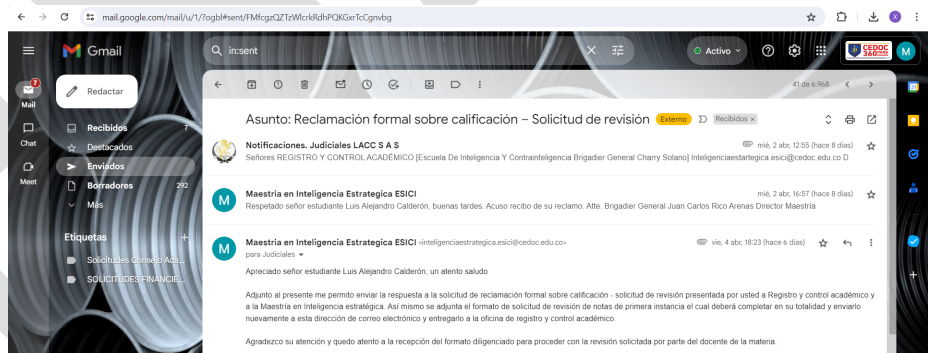 mail.google.com/mail/u/1/?ogbl#sent/FMfcgzQZTzWlcrkRdhPQKGxrTcCgnvbg
X
Gmail
in:sent
Activo
CEDOC
360
M
7
Mail
Chat
Meet
Redactar
Recibidos 7
Destacados
Enviados
Borradores 292
Más
Etiquetas
Solicitudes Consejo Aca...
SOLICITUDES FINANCIE...
41 de 6.968
Asunto: Reclamación formal sobre calificación – Solicitud de revisión Externo Recibidos x
Notificaciones. Judiciales LACC S A S mié, 2 abr, 12:55 (hace 8 días)
Señores REGISTRO Y CONTROL ACADÉMICO [Escuela De Inteligencia Y Contrainteligencia Brigadier General Charry Solano] Inteligenciaestartegica.esici@cedoc.edu.co D
M
Maestria en Inteligencia Estrategica ESICI mié, 2 abr, 16:57 (hace 8 días)
Respetado señor estudiante Luis Alejandro Calderón, buenas tardes. Acuso recibo de su reclamo. Atte. Brigadier General Juan Carlos Rico Arenas Director Maestría
M
Maestria en Inteligencia Estrategica ESICI <inteligenciaestrategica.esici@cedoc.edu.co> vie, 4 abr, 18:23 (hace 6 días)
para Judiciales
Apreciado señor estudiante Luis Alejandro Calderón, un atento saludo
Adjunto al presente me permito enviar la respuesta a la solicitud de reclamación formal sobre calificación - solicitud de revisión presentada por usted a Registro y control académico y
a la Maestría en Inteligencia estratégica. Así mismo se adjunta el formato de solicitud de revisión de notas de primera instancia el cual deberá completar en su totalidad y enviarlo
nuevamente a esta dirección de correo electrónico y entregarlo a la oficina de registro y control académico.
Agradezco su atención y quedo atento a la recepción del formato diligenciado para proceder con la revisión solicitada por parte del docente de la materia.